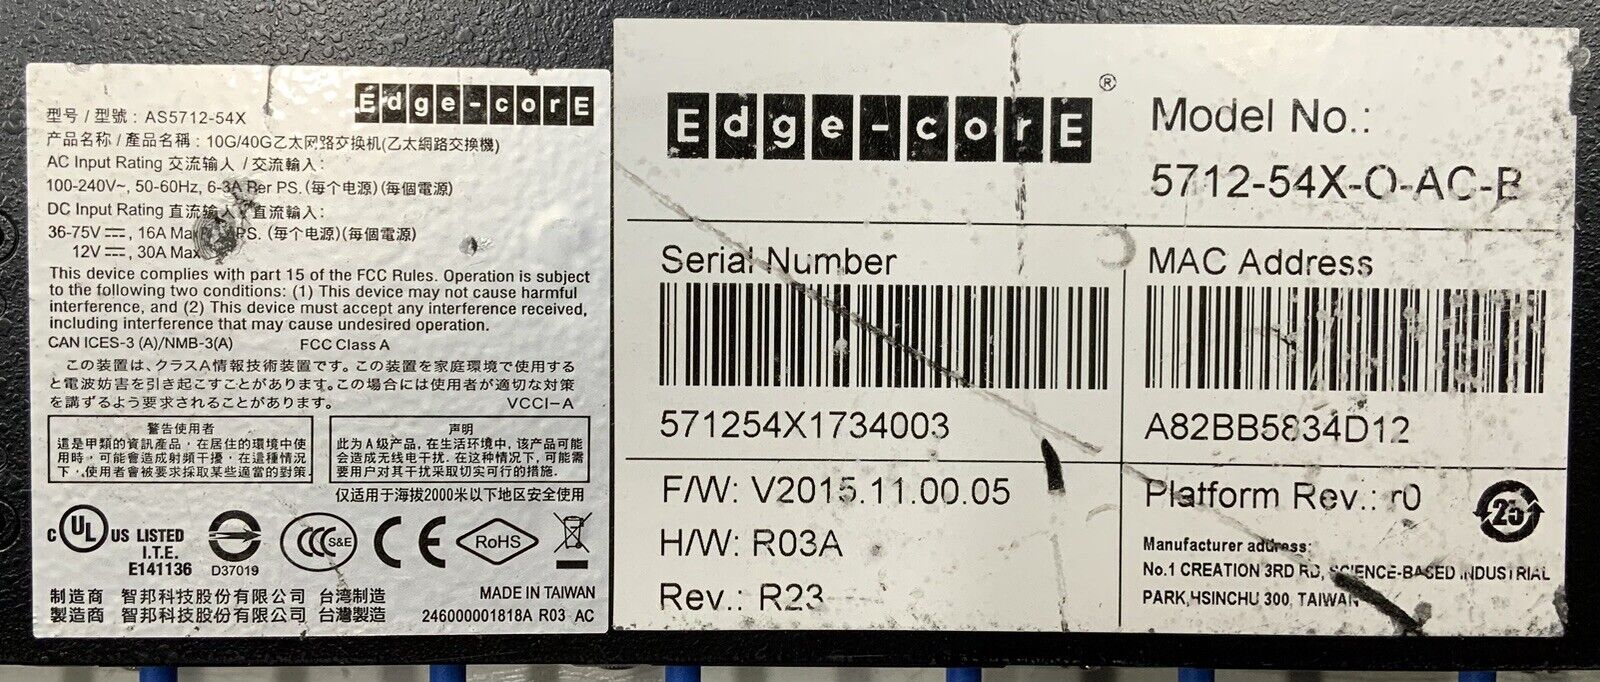 型号 / 型號: AS5712-54X
Edge-corE
产品名称 / 產品名稱: 10G/40G乙太网路交换机(乙太網路交換機)
AC Input Rating 交流输入 / 交流輸入:
100-240V~, 50-60Hz, 6-3A Per PS. (每个电源)(每個電源)
DC Input Rating 直流输入 / 直流輸入:
36-75V ⎓, 16A Max PS. (每个电源)(每個電源)
12V ⎓, 30A Max
This device complies with part 15 of the FCC Rules. Operation is subject
to the following two conditions: (1) This device may not cause harmful
interference, and (2) This device must accept any interference received,
including interference that may cause undesired operation.
CAN ICES-3 (A)/NMB-3(A) FCC Class A
この装置は、クラスA情報技術装置です。この装置を家庭環境で使用する
と電波妨害を引き起こすことがあります。この場合には使用者が適切な対策
を講ずるよう要求されることがあります。 VCCI-A
警告使用者
這是甲類的資訊產品，在居住的環境中使
用時，可能會造成射頻干擾，在這種情況
下，使用者會被要求採取某些適當的對策.
声明
此为A级产品, 在生活环境中, 该产品可能
会造成无线电干扰. 在这种情况下, 可能需
要用户对其干扰采取切实可行的措施.
仅适用于海拔2000米以下地区安全使用
c UL US LISTED
I.T.E.
E141136
D37019
CCC S&E
CE
RoHS
制造商 智邦科技股份有限公司 台湾制造
製造商 智邦科技股份有限公司 台灣製造
MADE IN TAIWAN
246000001818A R03 AC
Edge-corE ®
Model No.:
5712-54X-O-AC-B
Serial Number
571254X1734003
MAC Address
A82BB5834D12
F/W: V2015.11.00.05
H/W: R03A
Rev.: R23
Platform Rev.: r0
25
Manufacturer address:
No.1 CREATION 3RD RD, SCIENCE-BASED INDUSTRIAL
PARK,HSINCHU 300, TAIWAN